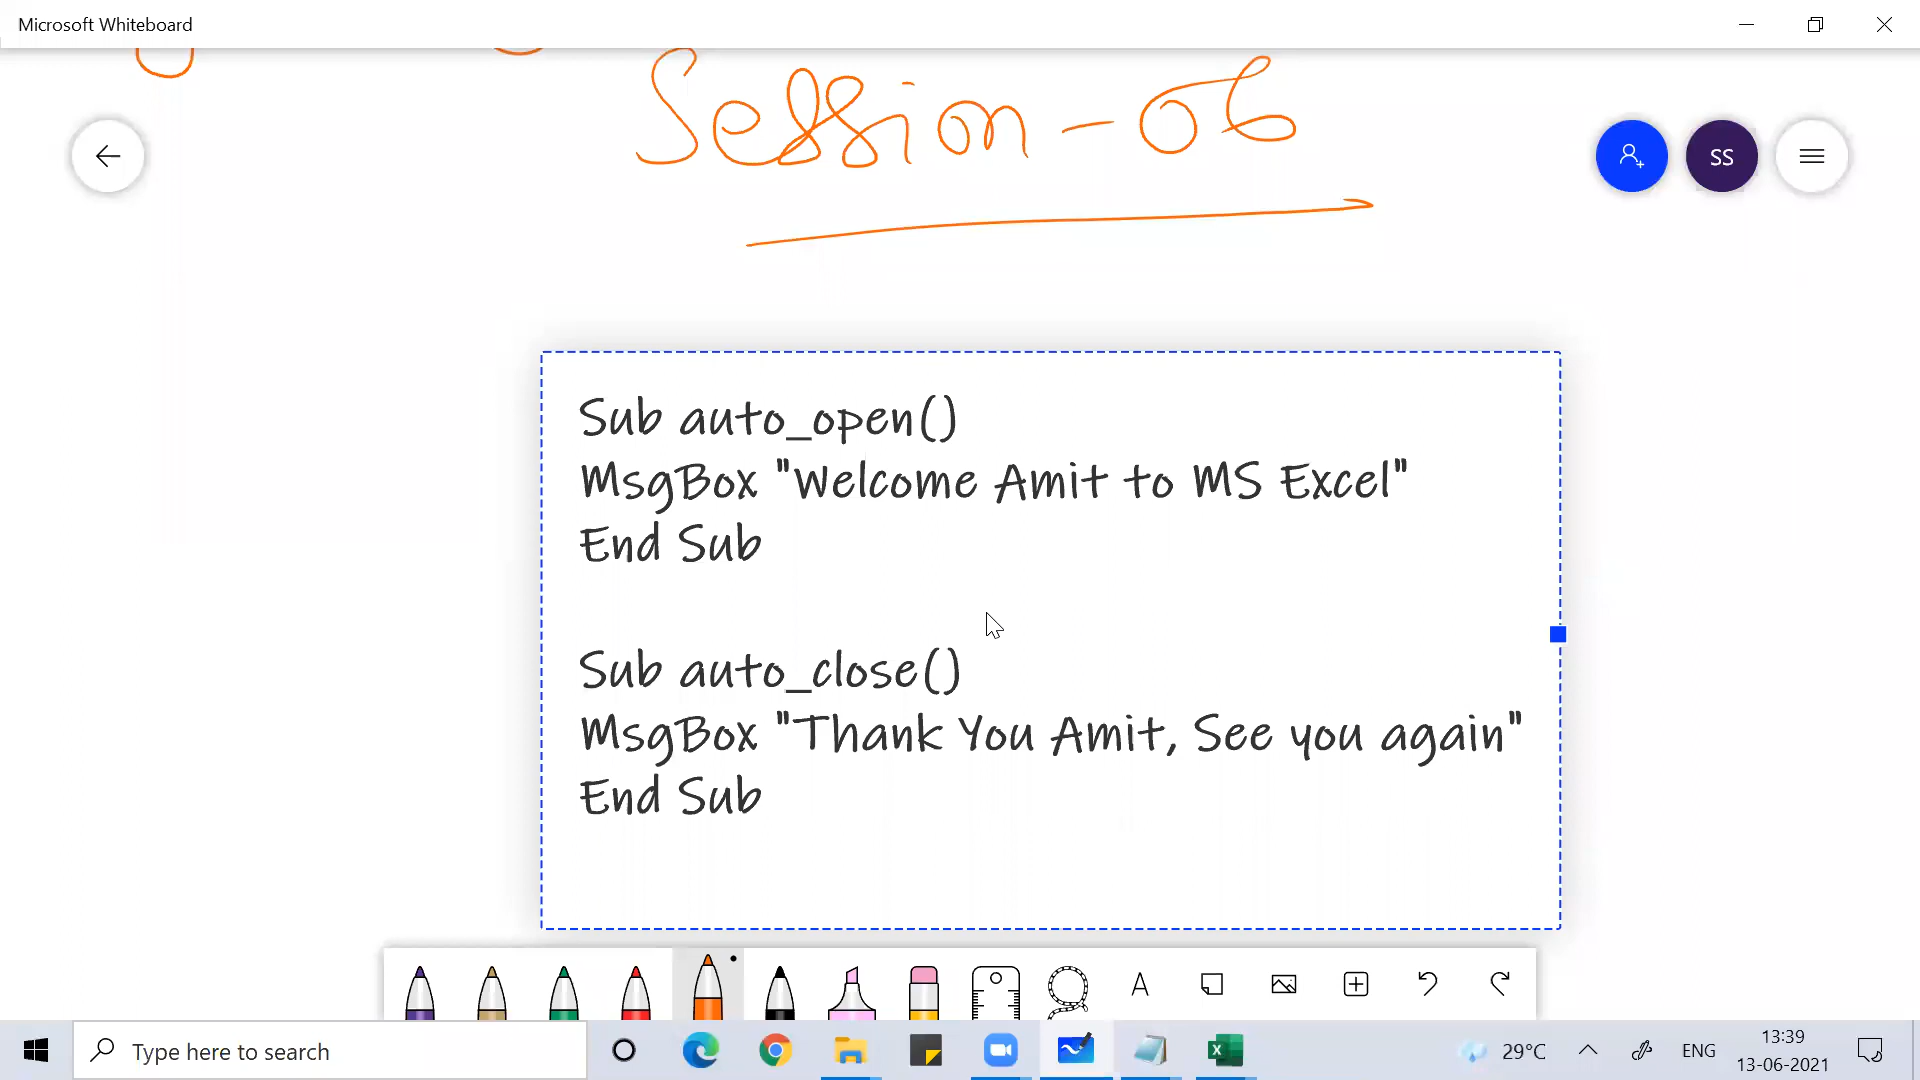 Microsoft Whiteboard
Session - 06
SS
Sub auto_open()
MsgBox "Welcome Amit to MS Excel"
End Sub
Sub auto_close()
MsgBox "Thank You Amit, See you again"
End Sub
A
Type here to search
29°C
ENG
13:39
13-06-2021